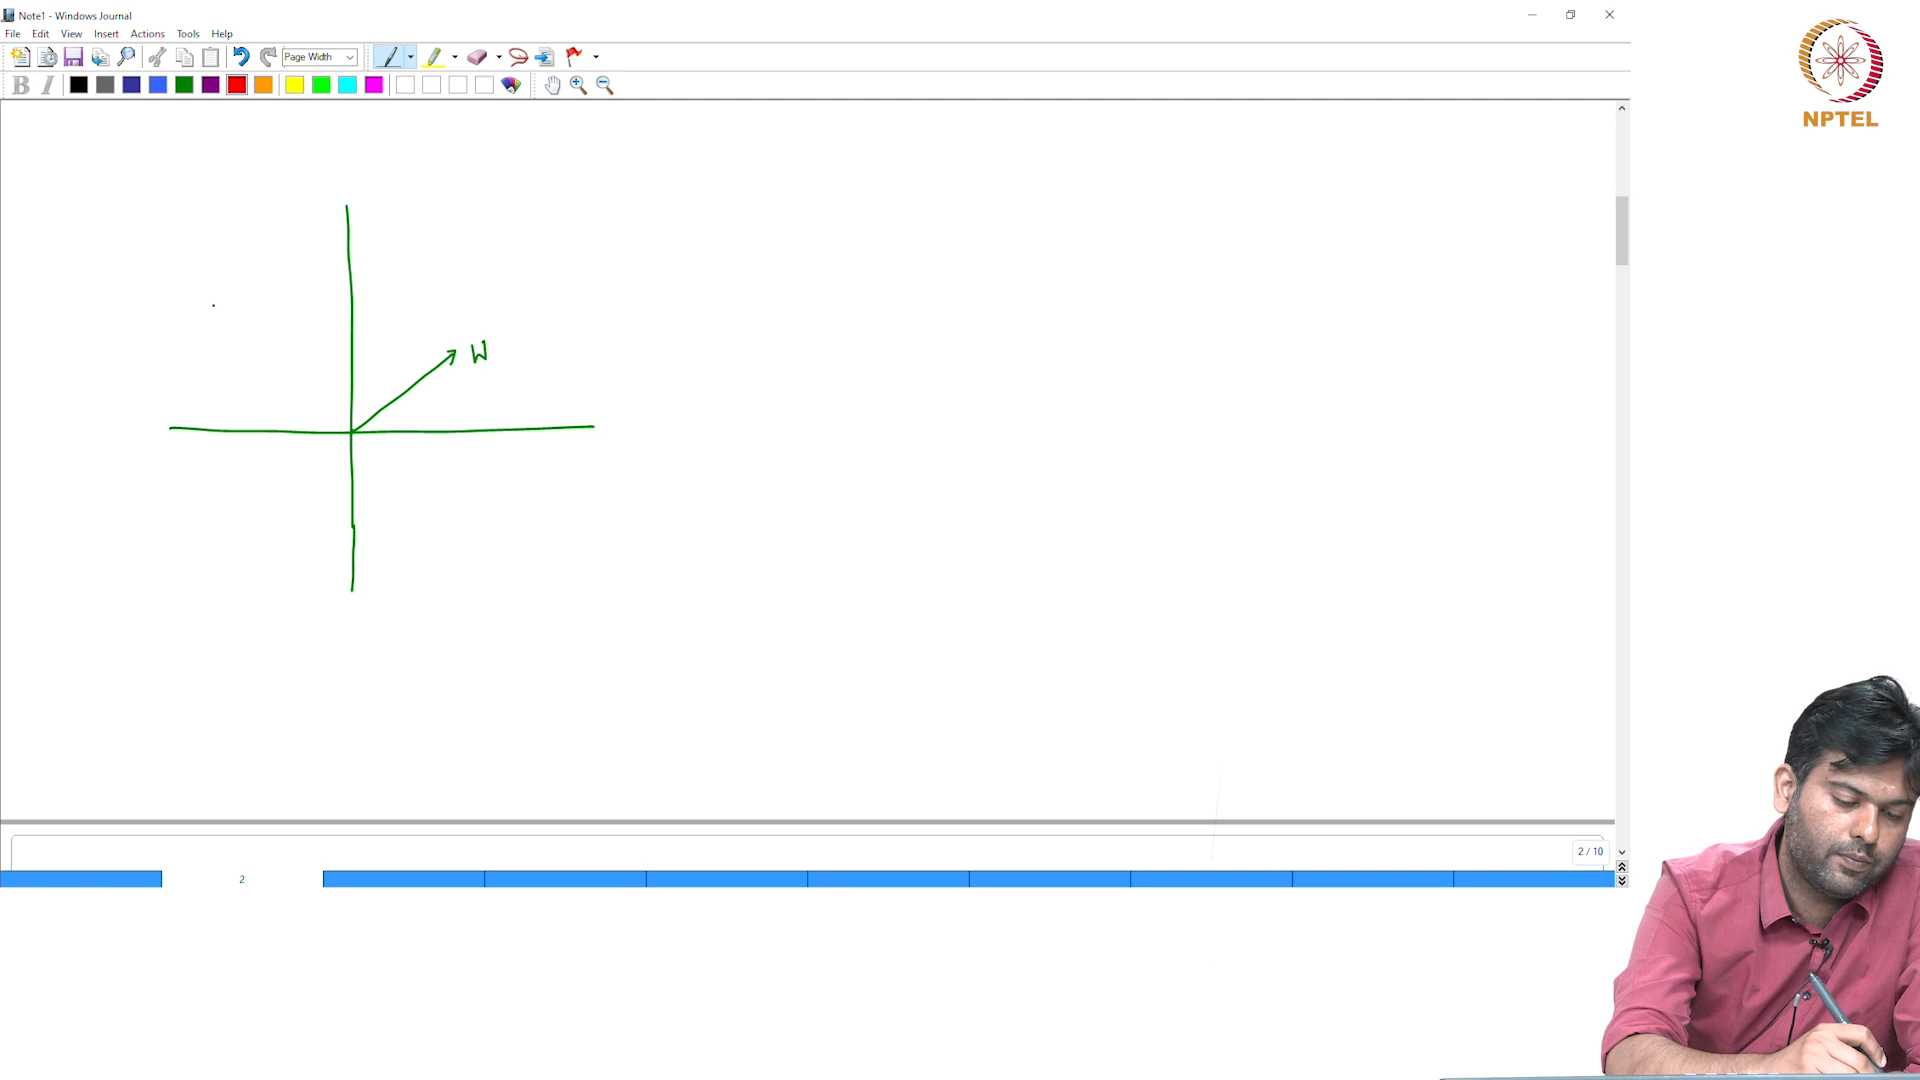 Note1 - Windows Journal
File Edit View Insert Actions Tools Help
Page Width
B I
NPTEL
W
2 / 10
2